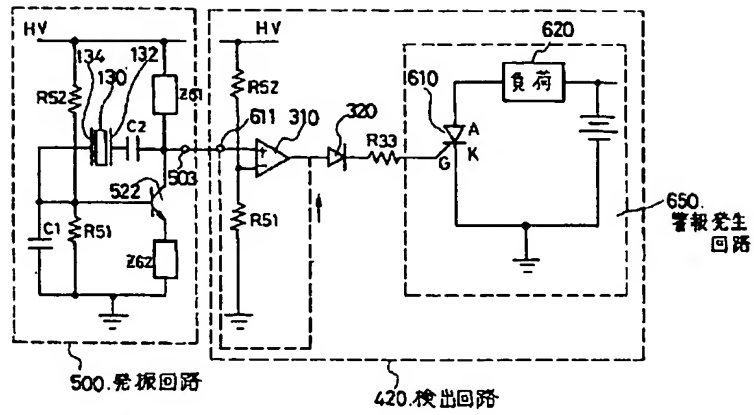 HV
134
130
132
R52
Z61
C2
522
503
C1
R51
Z62
500.発振回路
HV
R52
611
310
320
+
-
R33
R51
620
610
負荷
A
K
G
650.
警報発生
回路
420.検出回路